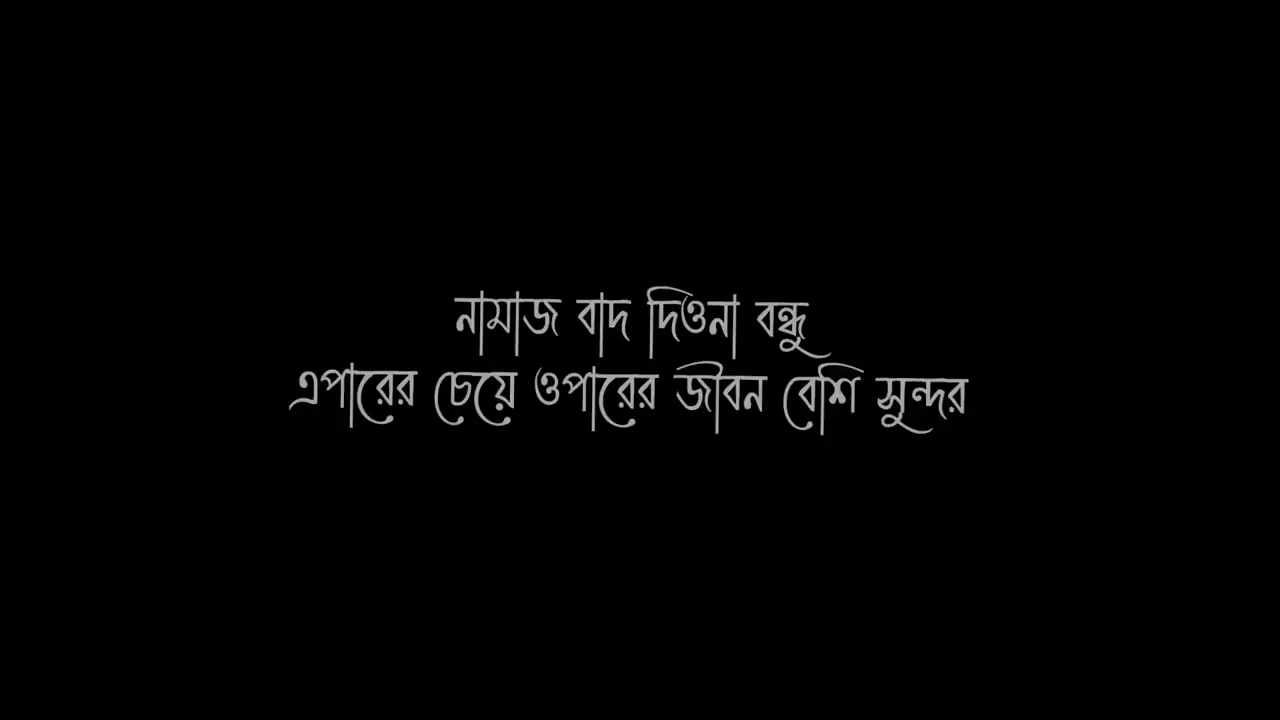 নামাজ বাদ দিওনা বন্ধু
এপারের চেয়ে ওপারের জীবন বেশি সুন্দর